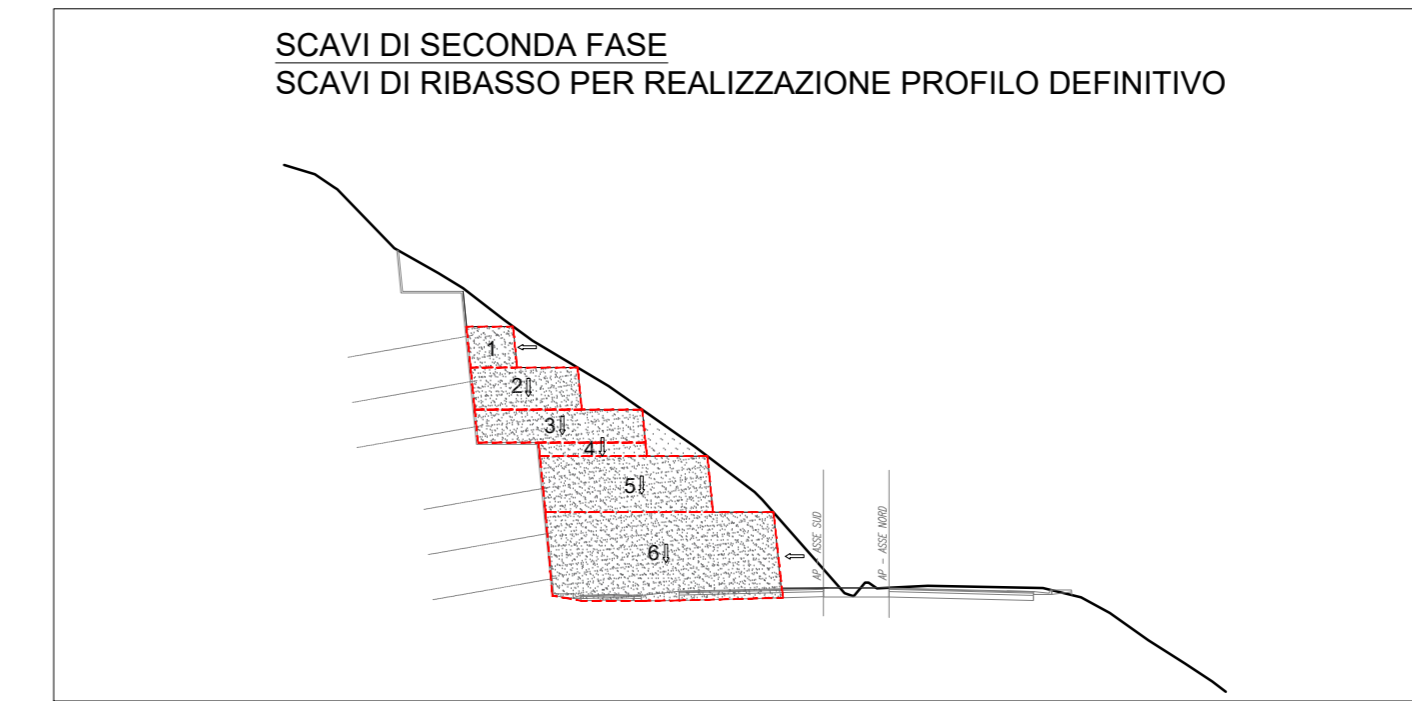 SCAVI DI SECONDA FASE
SCAVI DI RIBASSO PER REALIZZAZIONE PROFILO DEFINITIVO
1
2
3
4
5
6
AP - ASSE SUD
AP - ASSE NORD